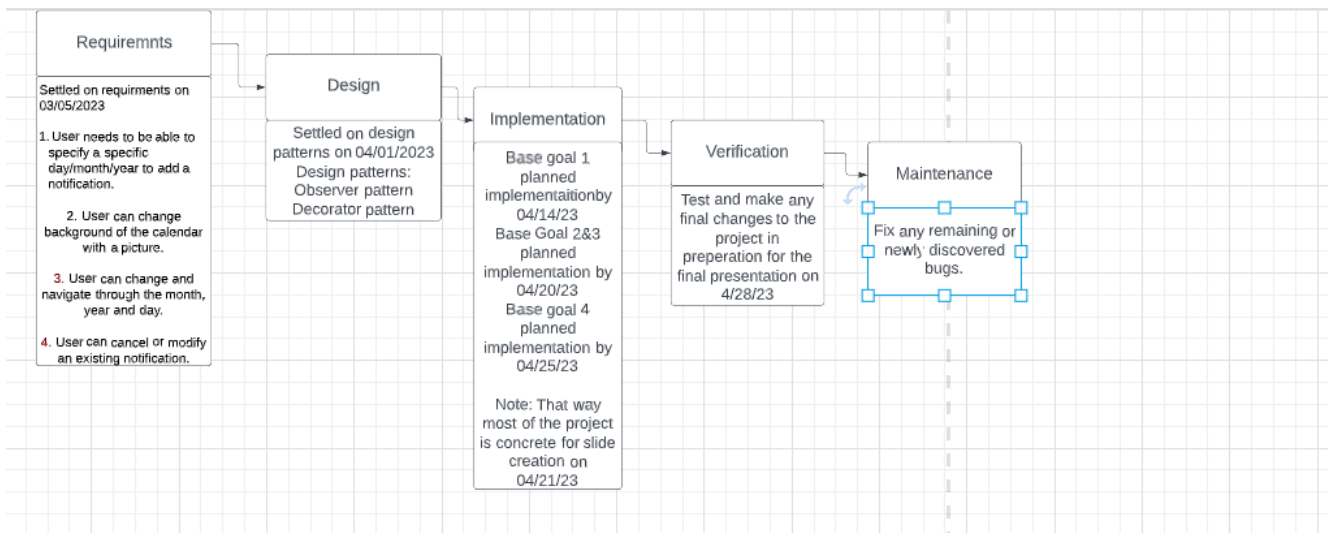 Requiremnts
Settled on requirments on
03/05/2023
1. User needs to be able to
specify a specific
day/month/year to add a
notification.
2. User can change
background of the calendar
with a picture.
3. User can change and
navigate through the month,
year and day.
4. User can cancel or modify
an existing notification.
Design
Settled on design
patterns on 04/01/2023
Design patterns:
Observer pattern
Decorator pattern
Implementation
Base goal 1
planned
implementaitionby
04/14/23
Base Goal 2&3
planned
implementation by
04/20/23
Base goal 4
planned
implementation by
04/25/23
Note: That way
most of the project
is concrete for slide
creation on
04/21/23
Verification
Test and make any
final changes to the
project in
preperation for the
final presentation on
4/28/23
Maintenance
Fix any remaining or
newly discovered
bugs.